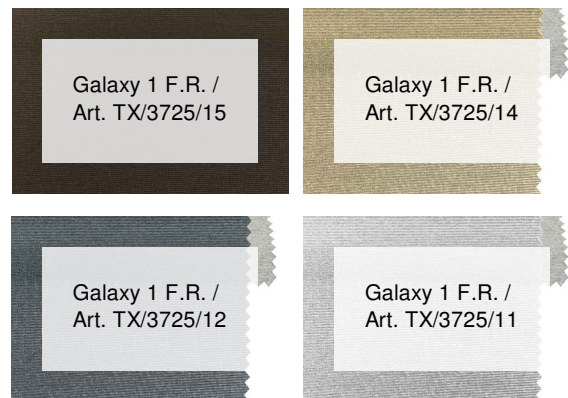 Galaxy 1 F.R. /
Art. TX/3725/15
Galaxy 1 F.R. /
Art. TX/3725/14
Galaxy 1 F.R. /
Art. TX/3725/12
Galaxy 1 F.R. /
Art. TX/3725/11